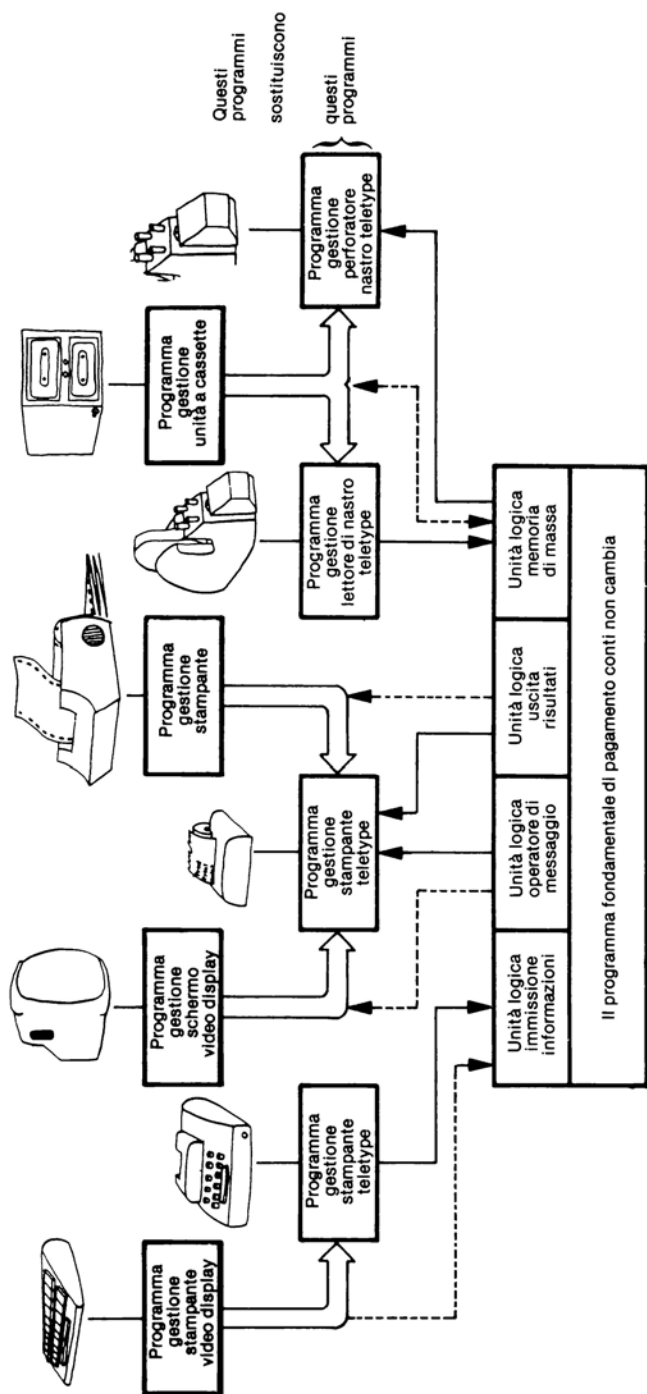 Programma
gestione
stampante
video display
Programma
gestione
schermo
video display
Programma
gestione
stampante
Programma
gestione
unità a cassette
Questi
programmi
sostituiscono
questi
programmi
Programma
gestione
stampante
teletype
Programma
gestione
stampante
teletype
Programma
gestione
lettore di nastro
teletype
Programma
gestione
perforatore
nastro teletype
Unità logica
immissione
informazioni
Unità logica
operatore di
messaggio
Unità logica
uscita
risultati
Unità logica
memoria
di massa
Il programma fondamentale di pagamento conti non cambia